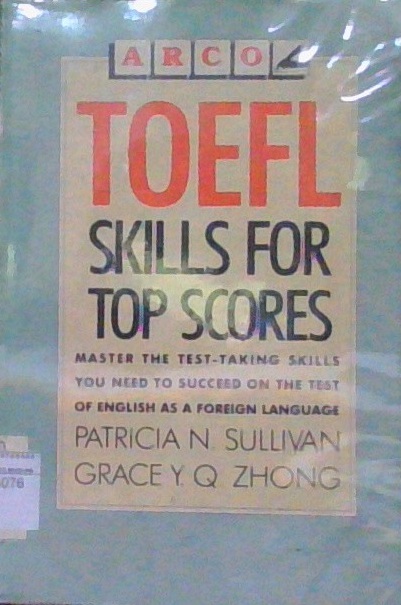 ARCO
TOEFL
SKILLS FOR
TOP SCORES
MASTER THE TEST-TAKING SKILLS
YOU NEED TO SUCCEED ON THE TEST
OF ENGLISH AS A FOREIGN LANGUAGE
PATRICIA N. SULLIVAN
GRACE Y. Q. ZHONG